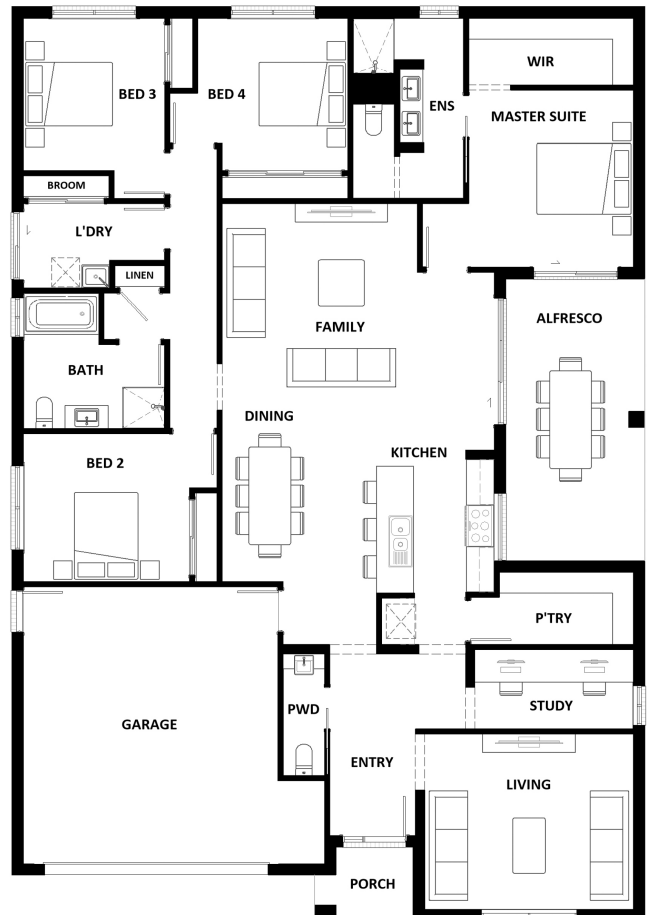 WIR
BED 3
BED 4
ENS
MASTER SUITE
BROOM
L'DRY
LINEN
FAMILY
ALFRESCO
BATH
DINING
KITCHEN
BED 2
P'TRY
STUDY
PWD
GARAGE
ENTRY
LIVING
PORCH